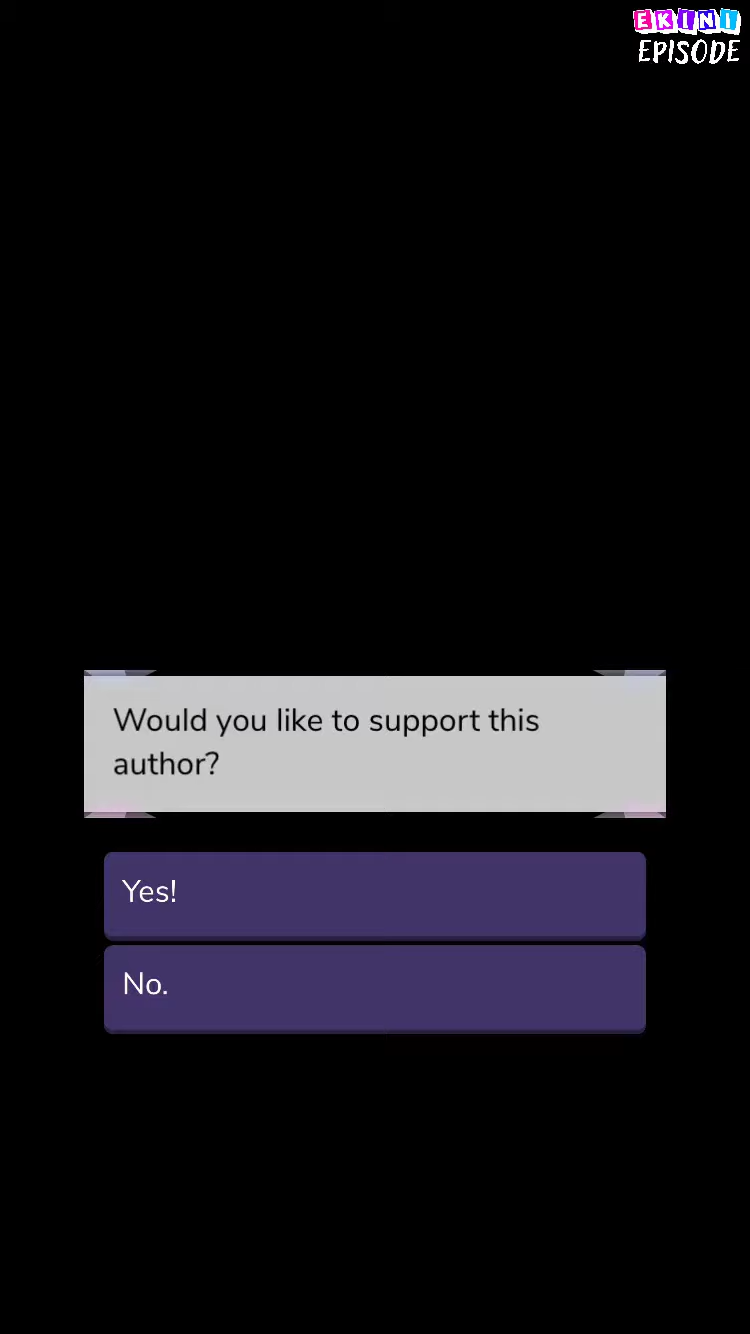 EKINI
EPISODE
Would you like to support this
author?
Yes!
No.